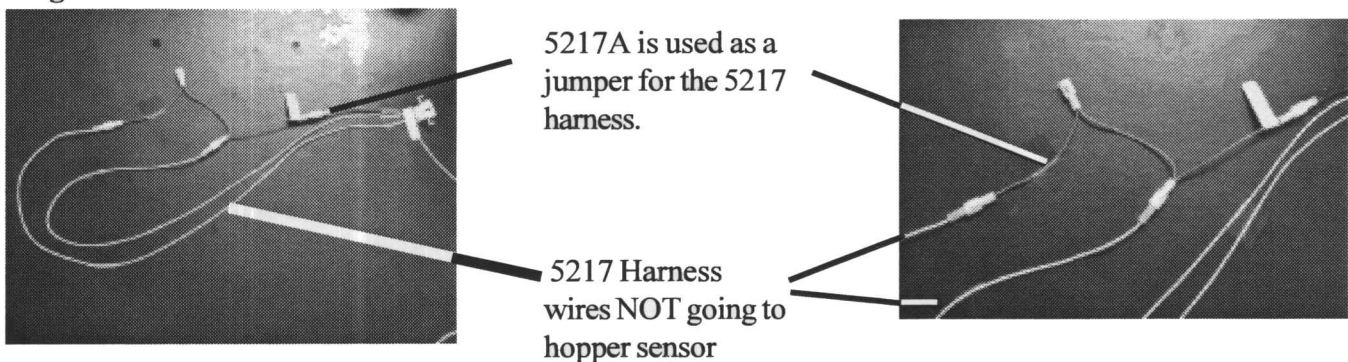 5217A is used as a
jumper for the 5217
harness.
5217 Harness
wires NOT going to
hopper sensor